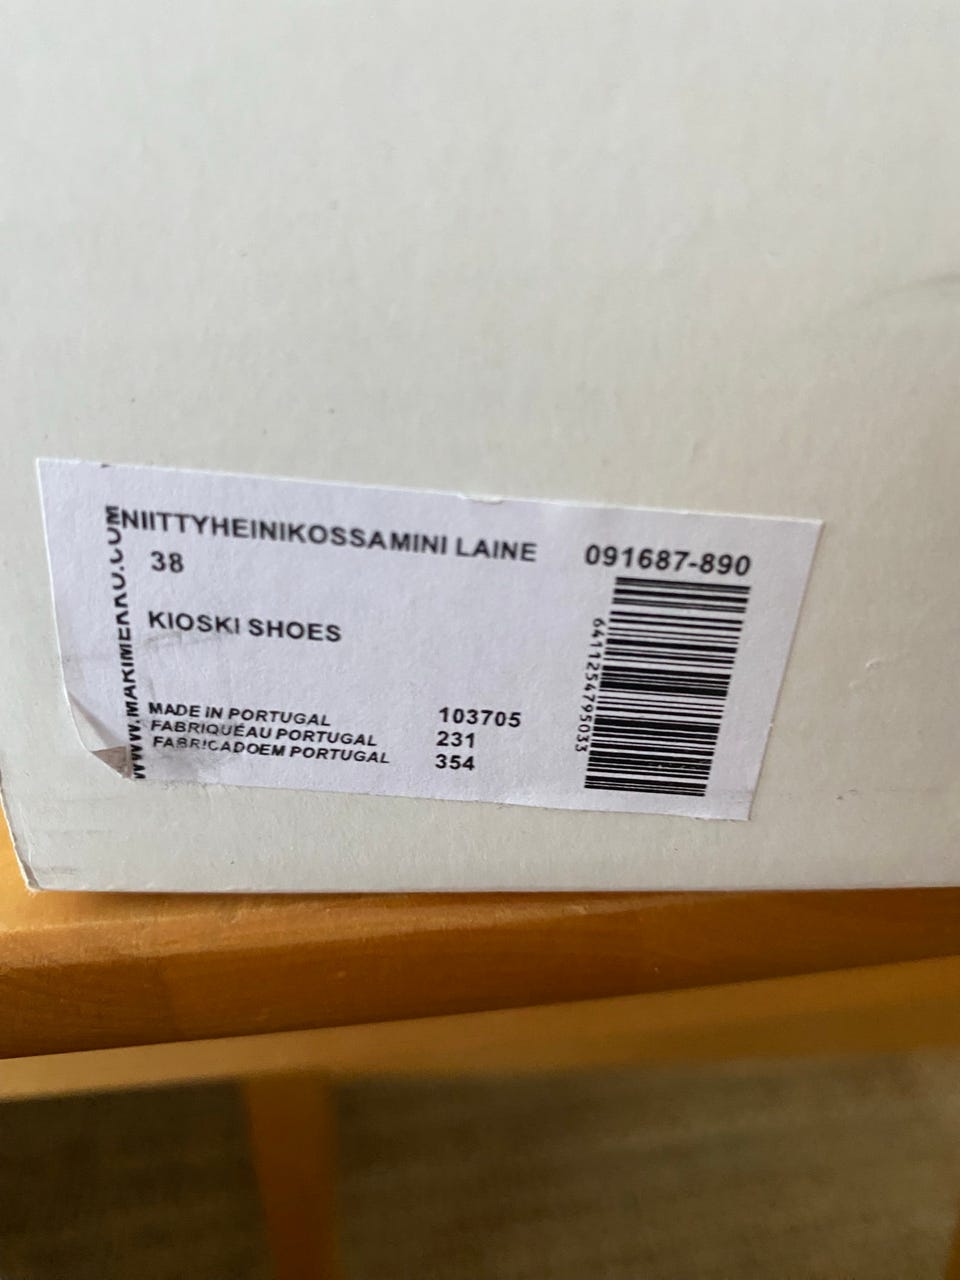 NIITTYHEINIKOSSAMINI LAINE
38
KIOSKI SHOES
MADE IN PORTUGAL
FABRIQUÉAU PORTUGAL
FABRICADOEM PORTUGAL
103705
231
354
091687-890
6411254795033
WWW.MARIMEKKO.COM